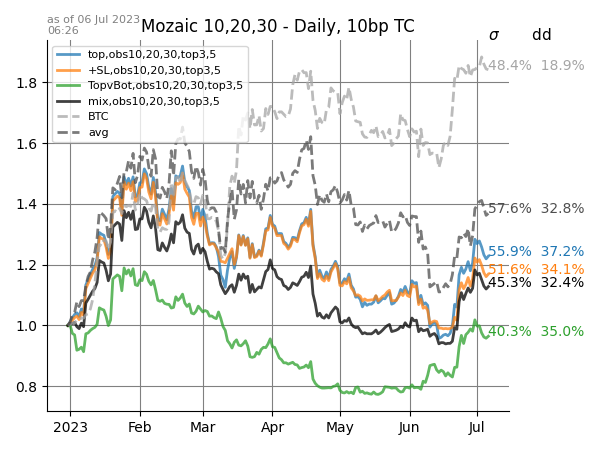 as of 06 Jul 2023
06:26
Mozaic 10,20,30 - Daily, 10bp TC
σ dd
top,obs10,20,30,top3,5
+SL,obs10,20,30,top3,5
TopvBot,obs10,20,30,top3,5
mix,obs10,20,30,top3,5
BTC
avg
1.8
1.6
1.4
1.2
1.0
0.8
48.4% 18.9%
57.6% 32.8%
55.9% 37.2%
51.6% 34.1%
45.3% 32.4%
40.3% 35.0%
2023 Feb Mar Apr May Jun Jul